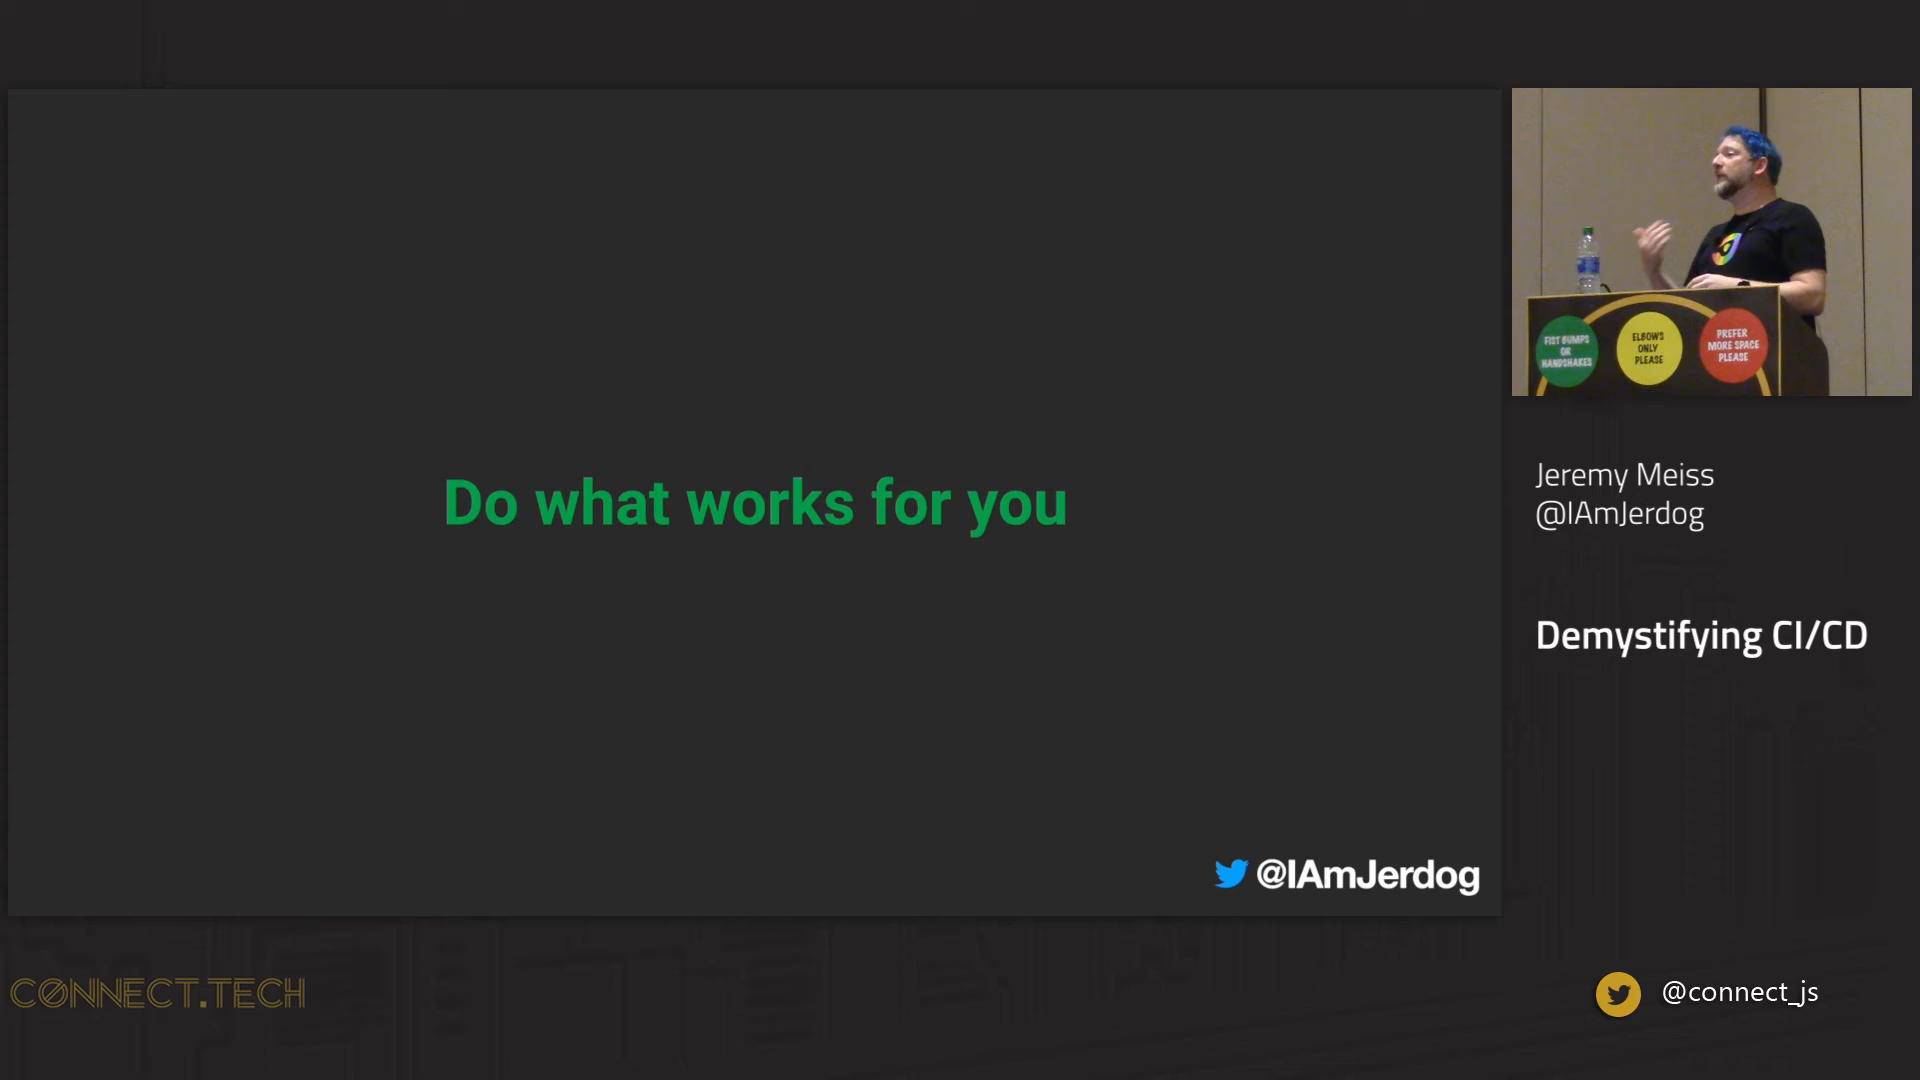 Do what works for you
@IAmJerdog
FIST BUMPS
OR
HANDSHAKES
ELBOWS
ONLY
PLEASE
PREFER
MORE SPACE
PLEASE
Jeremy Meiss
@IAmJerdog
Demystifying CI/CD
CONNECT.TECH
@connect_js